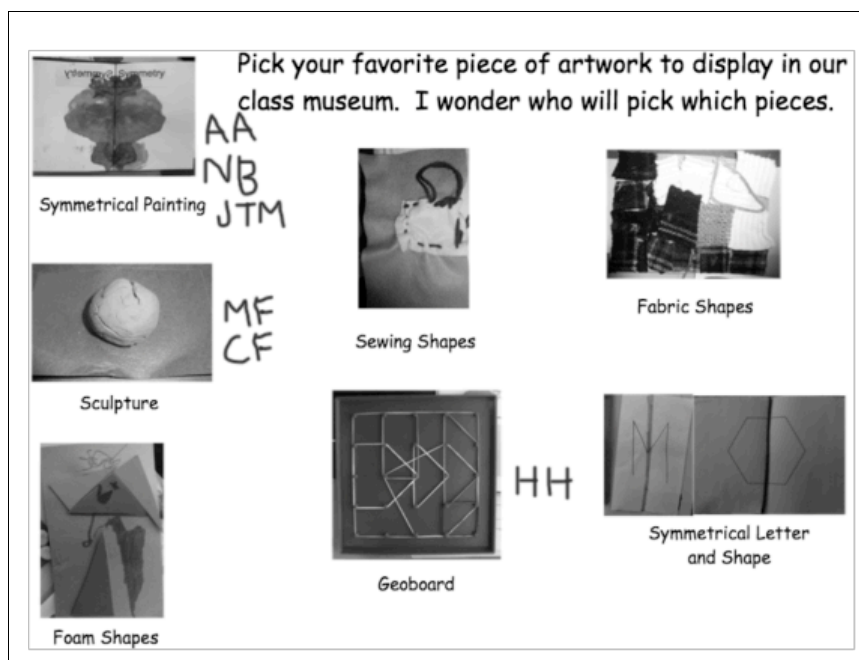 Pick your favorite piece of artwork to display in our
class museum. I wonder who will pick which pieces.
Symmetry Symmetry
AA
NB
JTM
Symmetrical Painting
MF
CF
Sculpture
Sewing Shapes
Fabric Shapes
HH
Geoboard
M
Symmetrical Letter
and Shape
Foam Shapes